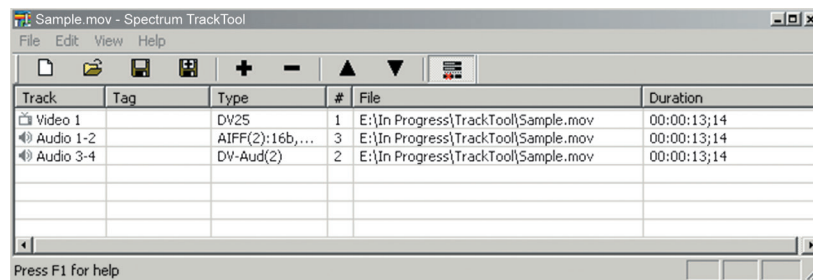 Sample.mov - Spectrum TrackTool
File Edit View Help
Track Tag Type # File Duration
Video 1 DV25 1 E:\In Progress\TrackTool\Sample.mov 00:00:13;14
Audio 1-2 AIFF(2):16b,... 3 E:\In Progress\TrackTool\Sample.mov 00:00:13;14
Audio 3-4 DV-Aud(2) 2 E:\In Progress\TrackTool\Sample.mov 00:00:13;14
Press F1 for help